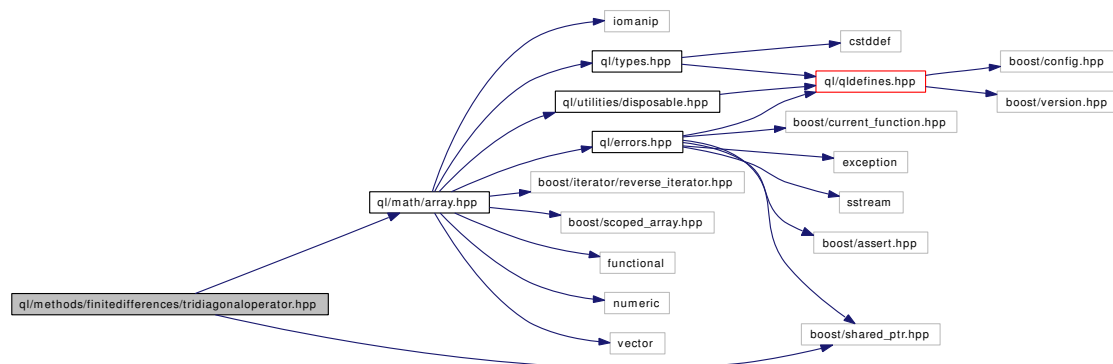 iomanip
cstddef
ql/types.hpp
boost/config.hpp
ql/qldefines.hpp
ql/utilities/disposable.hpp
boost/version.hpp
boost/current_function.hpp
ql/errors.hpp
exception
boost/iterator/reverse_iterator.hpp
ql/math/array.hpp
sstream
boost/scoped_array.hpp
boost/assert.hpp
functional
ql/methods/finitedifferences/tridiagonaloperator.hpp
numeric
boost/shared_ptr.hpp
vector